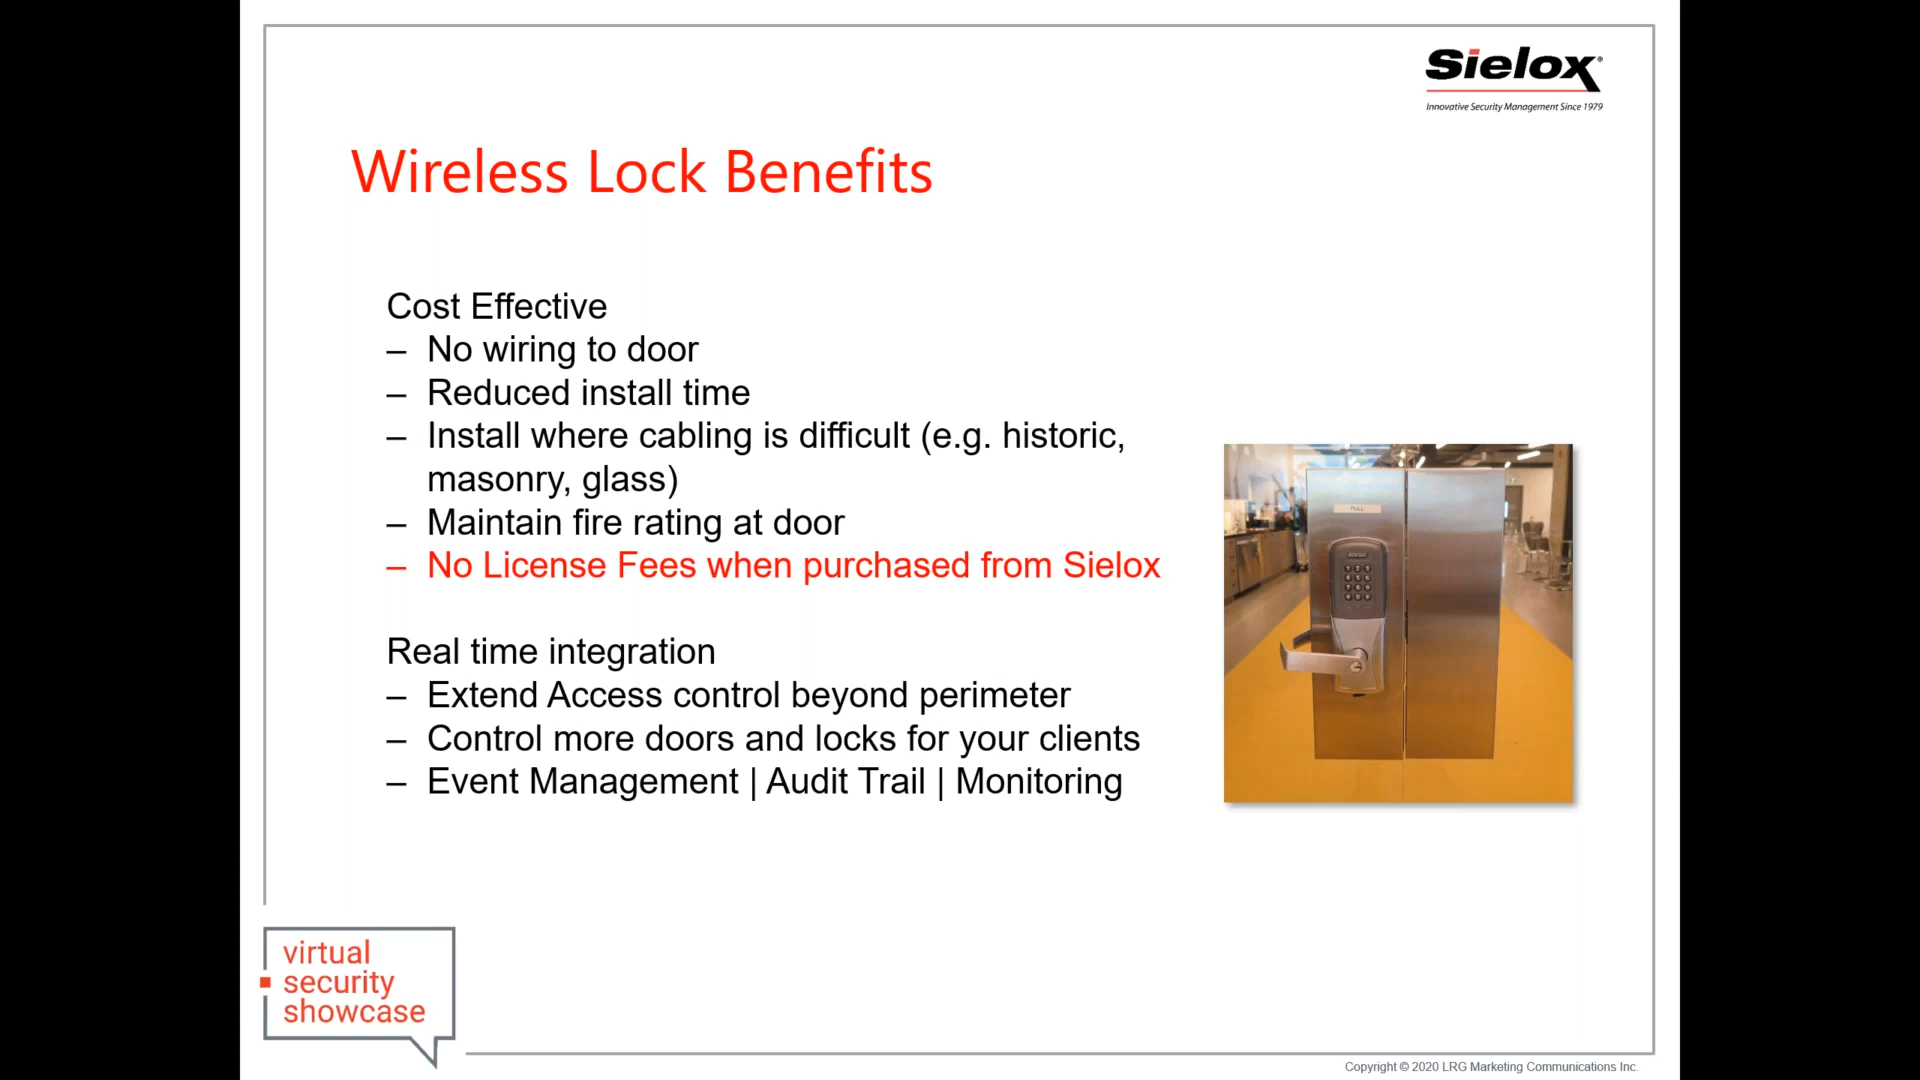 Sielox®
Innovative Security Management Since 1979
Wireless Lock Benefits
Cost Effective
– No wiring to door
– Reduced install time
– Install where cabling is difficult (e.g. historic,
masonry, glass)
– Maintain fire rating at door
– No License Fees when purchased from Sielox
Real time integration
– Extend Access control beyond perimeter
– Control more doors and locks for your clients
– Event Management | Audit Trail | Monitoring
PULL
virtual
security
showcase
Copyright © 2020 LRG Marketing Communications Inc.